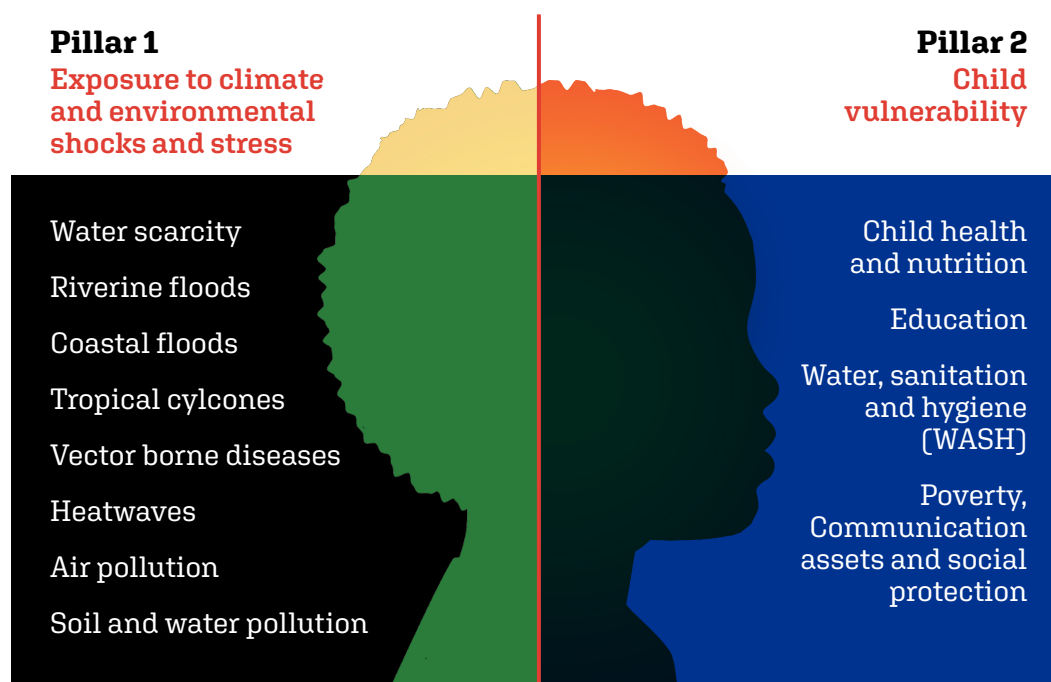 Pillar 1
Exposure to climate
and environmental
shocks and stress
Water scarcity
Riverine floods
Coastal floods
Tropical cylcones
Vector borne diseases
Heatwaves
Air pollution
Soil and water pollution
Pillar 2
Child
vulnerability
Child health
and nutrition
Education
Water, sanitation
and hygiene
(WASH)
Poverty,
Communication
assets and social
protection